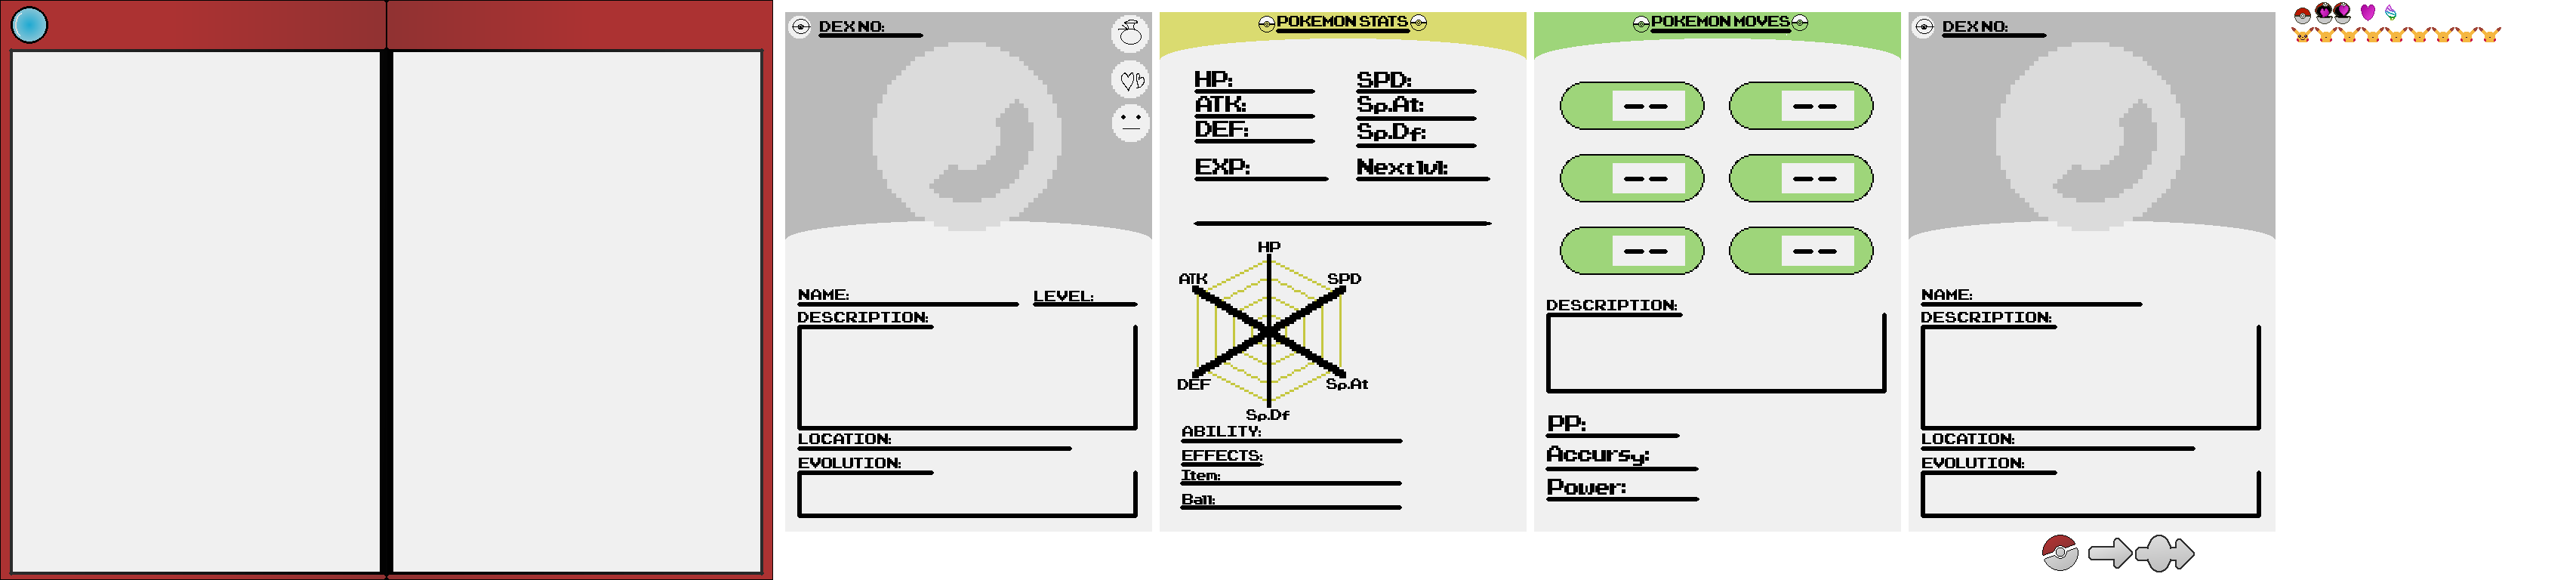 DEX NO:
NAME:
LEVEL:
DESCRIPTION:
LOCATION:
EVOLUTION:
POKEMON STATS
HP:
SPD:
ATK:
Sp.At:
DEF:
Sp.Df:
EXP:
Next lvl:
HP
ATK
SPD
DEF
Sp.At
Sp.Df
ABILITY:
EFFECTS:
Item:
Ball:
POKEMON MOVES
-- --
-- --
-- --
DESCRIPTION:
PP:
Accursy:
Power:
DEX NO:
NAME:
DESCRIPTION:
LOCATION:
EVOLUTION: